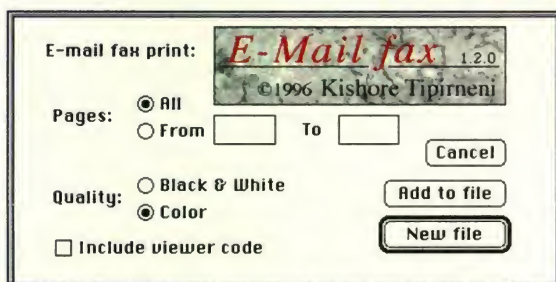 E-mail fax print:
E-Mail fax 1.2.0
©1996 Kishore Tipirneni
Pages:
All
From To
Cancel
Quality:
Black & White
Color
Add to file
New file
Include viewer code